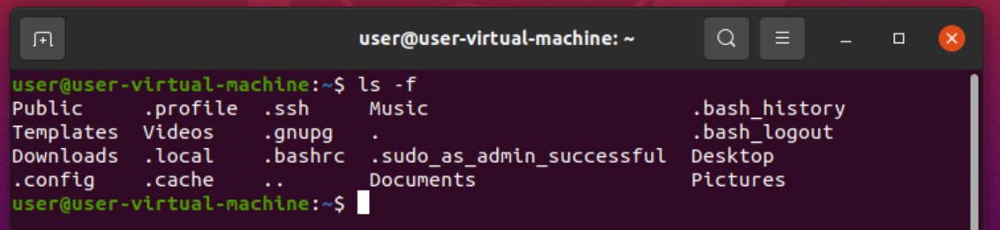 user@user-virtual-machine: ~
user@user-virtual-machine:~$ ls -f
Public .profile .ssh Music .bash_history
Templates Videos .gnupg . .bash_logout
Downloads .local .bashrc .sudo_as_admin_successful Desktop
.config .cache .. Documents Pictures
user@user-virtual-machine:~$